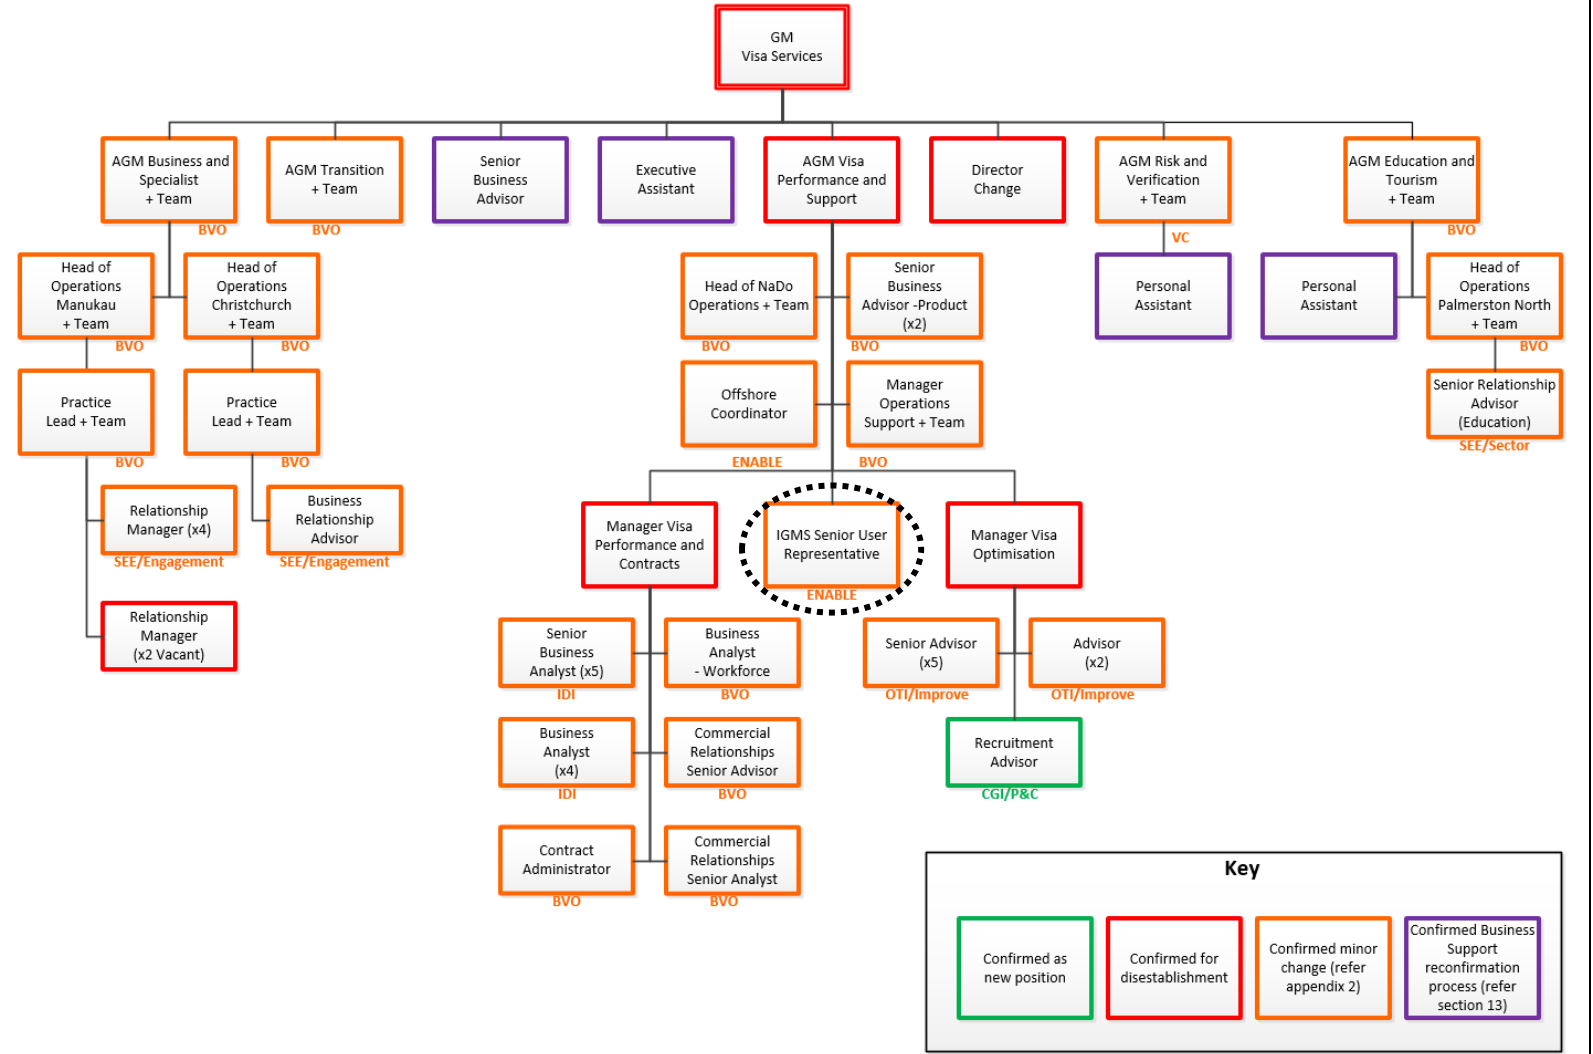 GM
Visa Services
AGM Business and
Specialist
+ Team
BVO
AGM Transition
+ Team
BVO
Senior
Business
Advisor
Executive
Assistant
AGM Visa
Performance and
Support
Director
Change
AGM Risk and
Verification
+ Team
VC
AGM Education and
Tourism
+ Team
BVO
Head of
Operations
Manukau
+ Team
BVO
Head of
Operations
Christchurch
+ Team
BVO
Head of NaDo
Operations + Team
BVO
Senior
Business
Advisor -Product
(x2)
BVO
Personal
Assistant
Personal
Assistant
Head of
Operations
Palmerston North
+ Team
BVO
Practice
Lead + Team
BVO
Practice
Lead + Team
BVO
Offshore
Coordinator
ENABLE
Manager
Operations
Support + Team
BVO
Senior Relationship
Advisor
(Education)
SEE/Sector
Relationship
Manager (x4)
SEE/Engagement
Business
Relationship
Advisor
SEE/Engagement
Manager Visa
Performance and
Contracts
IGMS Senior User
Representative
ENABLE
Manager Visa
Optimisation
Relationship
Manager
(x2 Vacant)
Senior
Business
Analyst (x5)
IDI
Business
Analyst
- Workforce
BVO
Senior Advisor
(x5)
OTI/Improve
Advisor
(x2)
OTI/Improve
Business
Analyst
(x4)
IDI
Commercial
Relationships
Senior Advisor
BVO
Recruitment
Advisor
CGI/P&C
Contract
Administrator
BVO
Commercial
Relationships
Senior Analyst
BVO
Key
Confirmed as
new position
Confirmed for
disestablishment
Confirmed minor
change (refer
appendix 2)
Confirmed Business
Support
reconfirmation
process (refer
section 13)